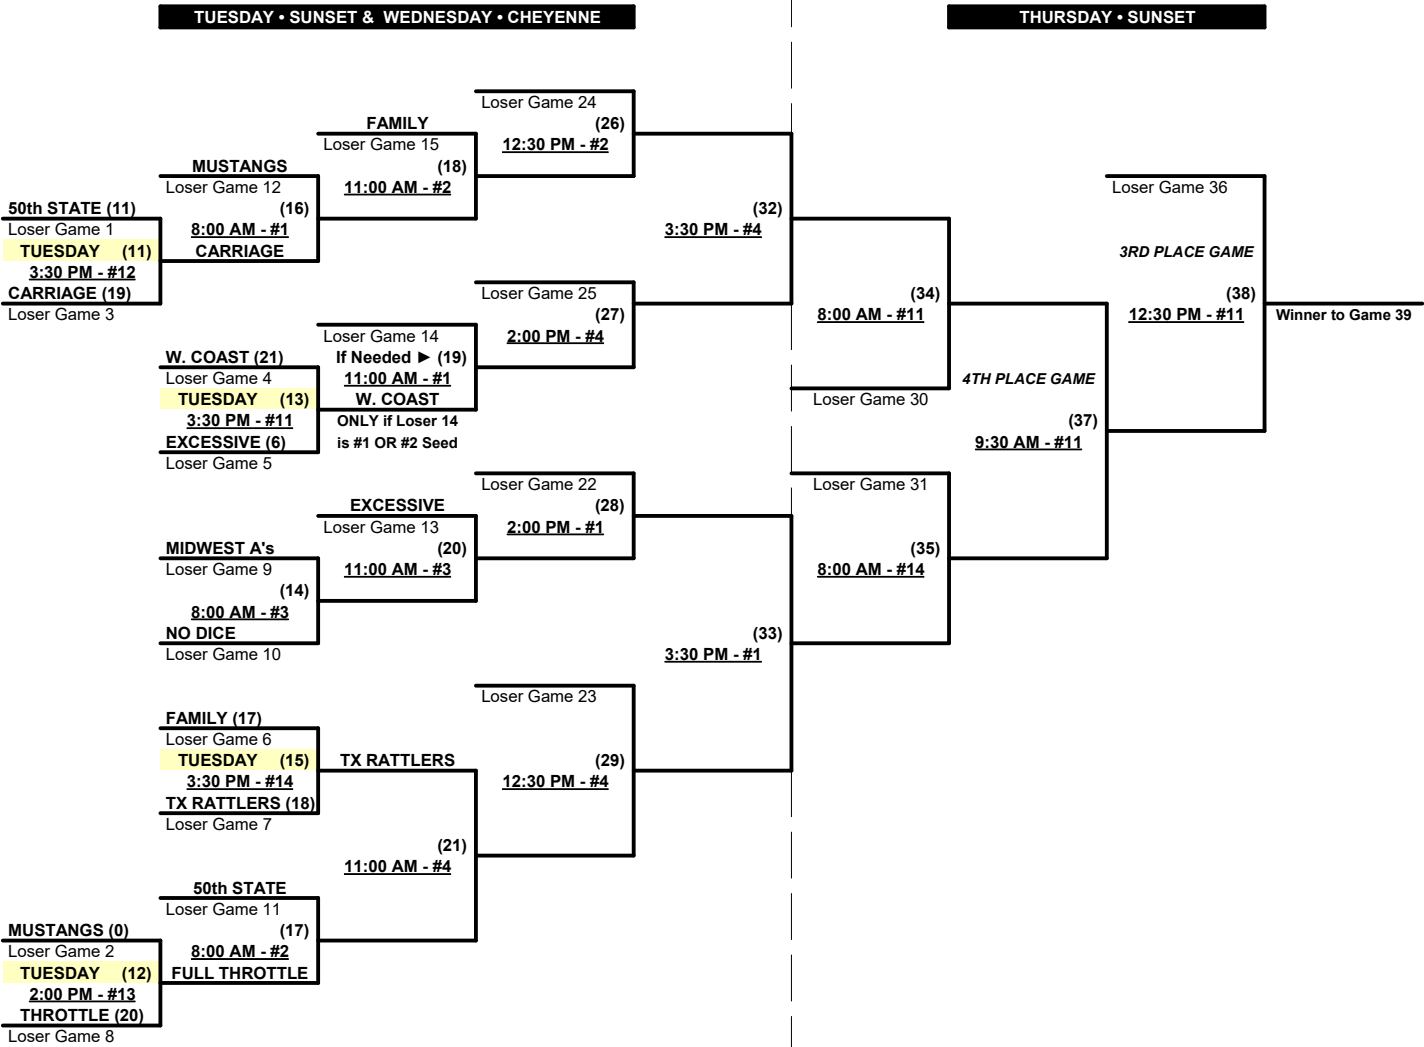 TUESDAY • SUNSET & WEDNESDAY • CHEYENNE
THURSDAY • SUNSET
50th STATE (11)
Loser Game 1
TUESDAY (11)
3:30 PM - #12
CARRIAGE (19)
Loser Game 3
MUSTANGS (0)
Loser Game 2
TUESDAY (12)
2:00 PM - #13
THROTTLE (20)
Loser Game 8
MUSTANGS
Loser Game 12
(16)
8:00 AM - #1
CARRIAGE
W. COAST (21)
Loser Game 4
TUESDAY (13)
3:30 PM - #11
EXCESSIVE (6)
Loser Game 5
MIDWEST A's
Loser Game 9
(14)
8:00 AM - #3
NO DICE
Loser Game 10
FAMILY (17)
Loser Game 6
TUESDAY (15)
3:30 PM - #14
TX RATTLERS (18)
Loser Game 7
50th STATE
Loser Game 11
(17)
8:00 AM - #2
FULL THROTTLE
FAMILY
Loser Game 15
(18)
11:00 AM - #2
Loser Game 14
If Needed ► (19)
11:00 AM - #1
W. COAST
ONLY if Loser 14
is #1 OR #2 Seed
EXCESSIVE
Loser Game 13
(20)
11:00 AM - #3
TX RATTLERS
(21)
11:00 AM - #4
Loser Game 24
(26)
12:30 PM - #2
Loser Game 25
(27)
2:00 PM - #4
Loser Game 22
(28)
2:00 PM - #1
Loser Game 23
(29)
12:30 PM - #4
(32)
3:30 PM - #4
(33)
3:30 PM - #1
(34)
8:00 AM - #11
Loser Game 30
Loser Game 31
(35)
8:00 AM - #14
4TH PLACE GAME
(37)
9:30 AM - #11
Loser Game 36
3RD PLACE GAME
(38)
12:30 PM - #11
Winner to Game 39